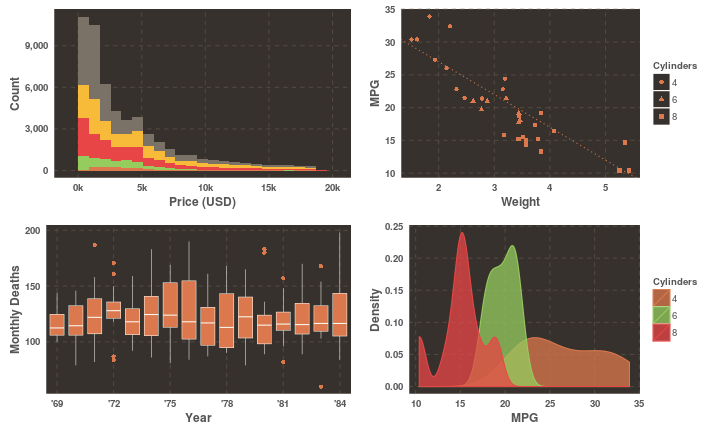 9,000
6,000
3,000
0
Count
0k 5k 10k 15k 20k
Price (USD)
35
30
25
20
15
10
MPG
2 3 4 5
Weight
Cylinders
4
6
8
200
150
100
Monthly Deaths
'69 '72 '75 '78 '81 '84
Year
0.25
0.20
0.15
0.10
0.05
0.00
Density
10 15 20 25 30 35
MPG
Cylinders
4
6
8